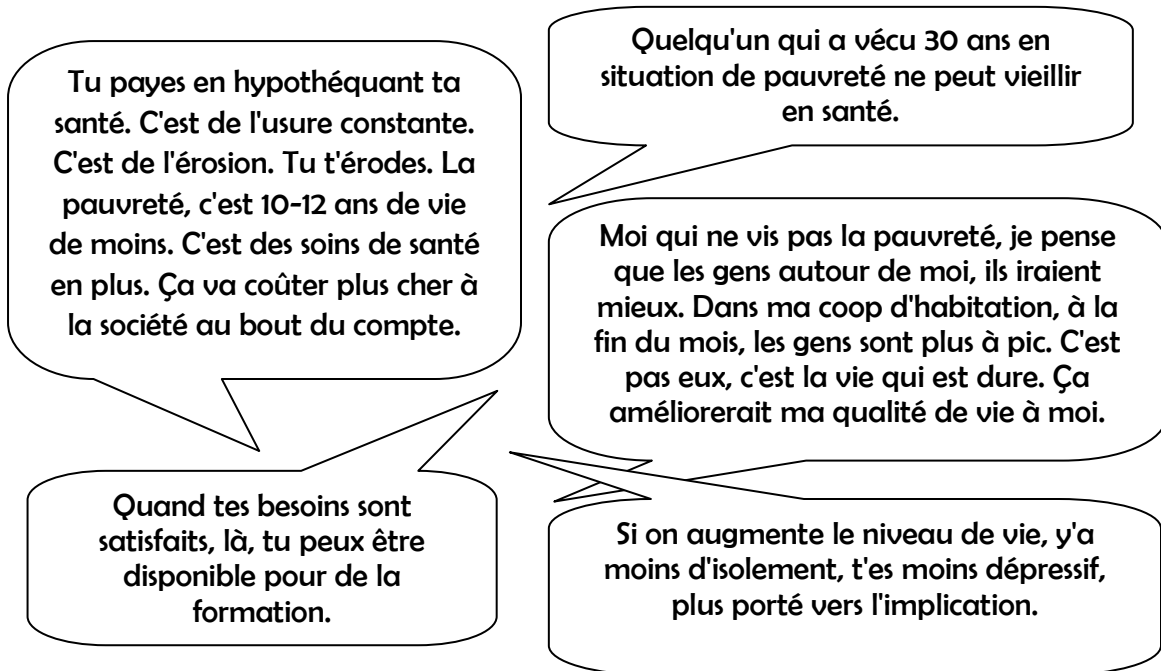 Tu payes en hypothéquant ta
santé. C'est de l'usure constante.
C'est de l'érosion. Tu t'érodes. La
pauvreté, c'est 10-12 ans de vie
de moins. C'est des soins de santé
en plus. Ça va coûter plus cher à
la société au bout du compte.
Quelqu'un qui a vécu 30 ans en
situation de pauvreté ne peut vieillir
en santé.
Moi qui ne vis pas la pauvreté, je pense
que les gens autour de moi, ils iraient
mieux. Dans ma coop d'habitation, à la
fin du mois, les gens sont plus à pic. C'est
pas eux, c'est la vie qui est dure. Ça
améliorerait ma qualité de vie à moi.
Quand tes besoins sont
satisfaits, là, tu peux être
disponible pour de la
formation.
Si on augmente le niveau de vie, y'a
moins d'isolement, t'es moins dépressif,
plus porté vers l'implication.